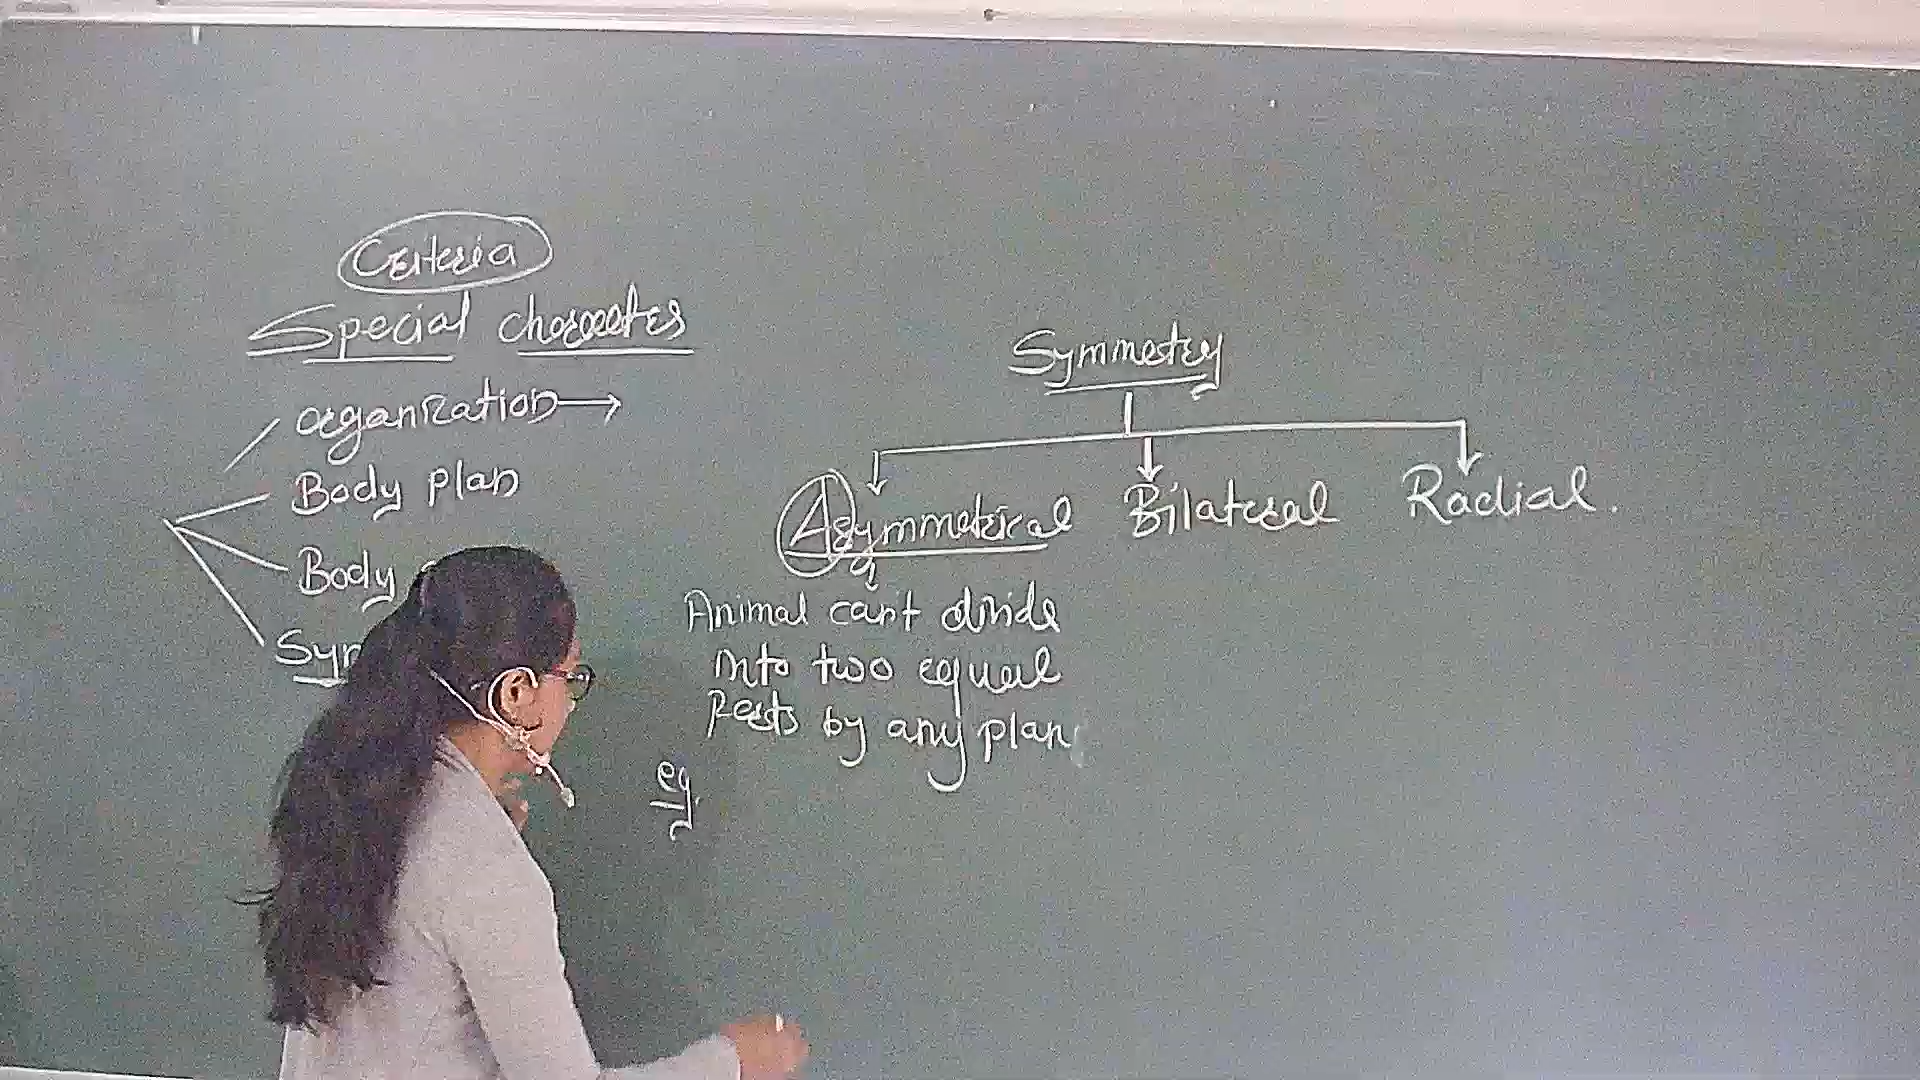 Criteria
Special characters
organization →
Body plan
Body
Sym
Symmetry
Asymmetrical Bilateral Radial.
Animal can't divide
into two equal
Parts by any plan
eg